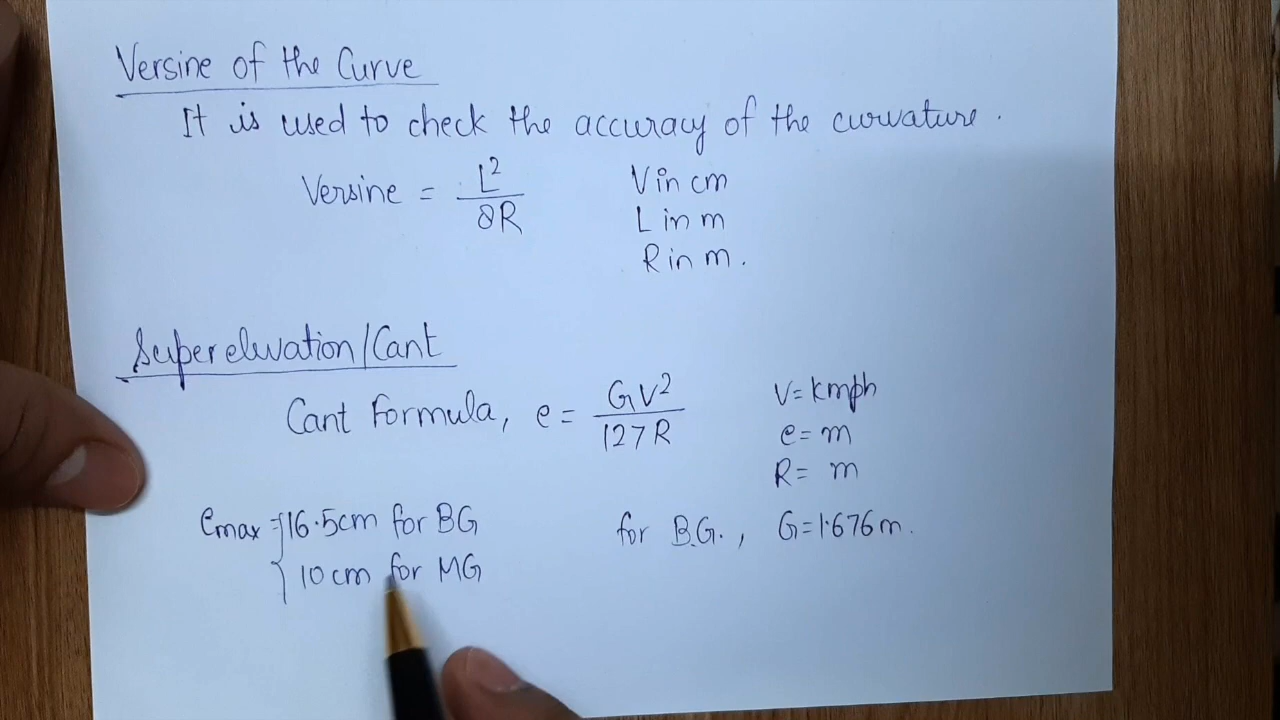 Versine of the Curve
It is used to check the accuracy of the curvature.
Versine = L²/8R
V in cm
L in m
R in m.
Superelevation/Cant
Cant Formula, e = GV²/127R
V= kmph
e= m
R= m
emax = { 16.5cm for BG
10 cm for MG
for B.G., G=1.676m.